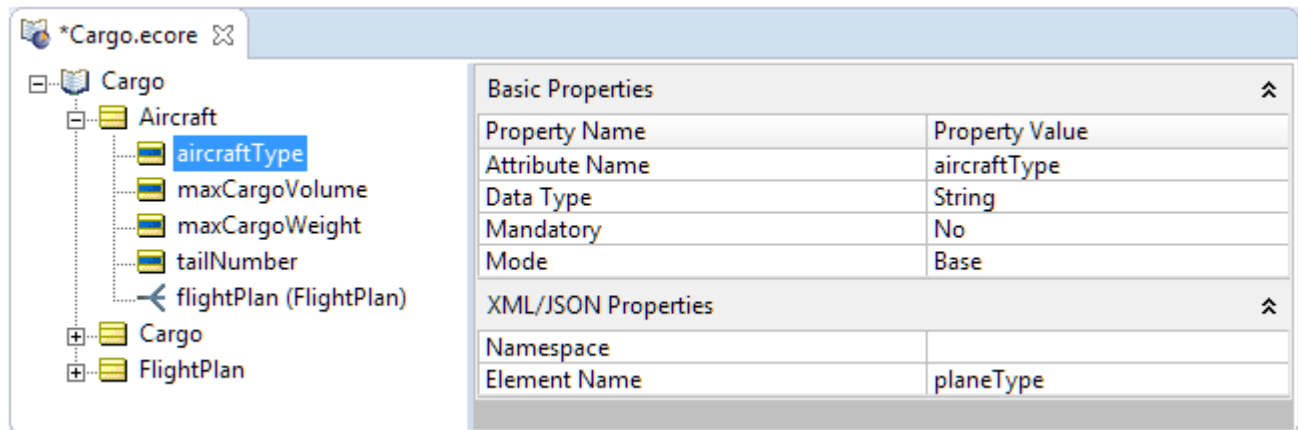 *Cargo.ecore
Cargo
Aircraft
aircraftType
maxCargoVolume
maxCargoWeight
tailNumber
flightPlan (FlightPlan)
Cargo
FlightPlan
Basic Properties
Property Name Property Value
Attribute Name aircraftType
Data Type String
Mandatory No
Mode Base
XML/JSON Properties
Namespace
Element Name planeType